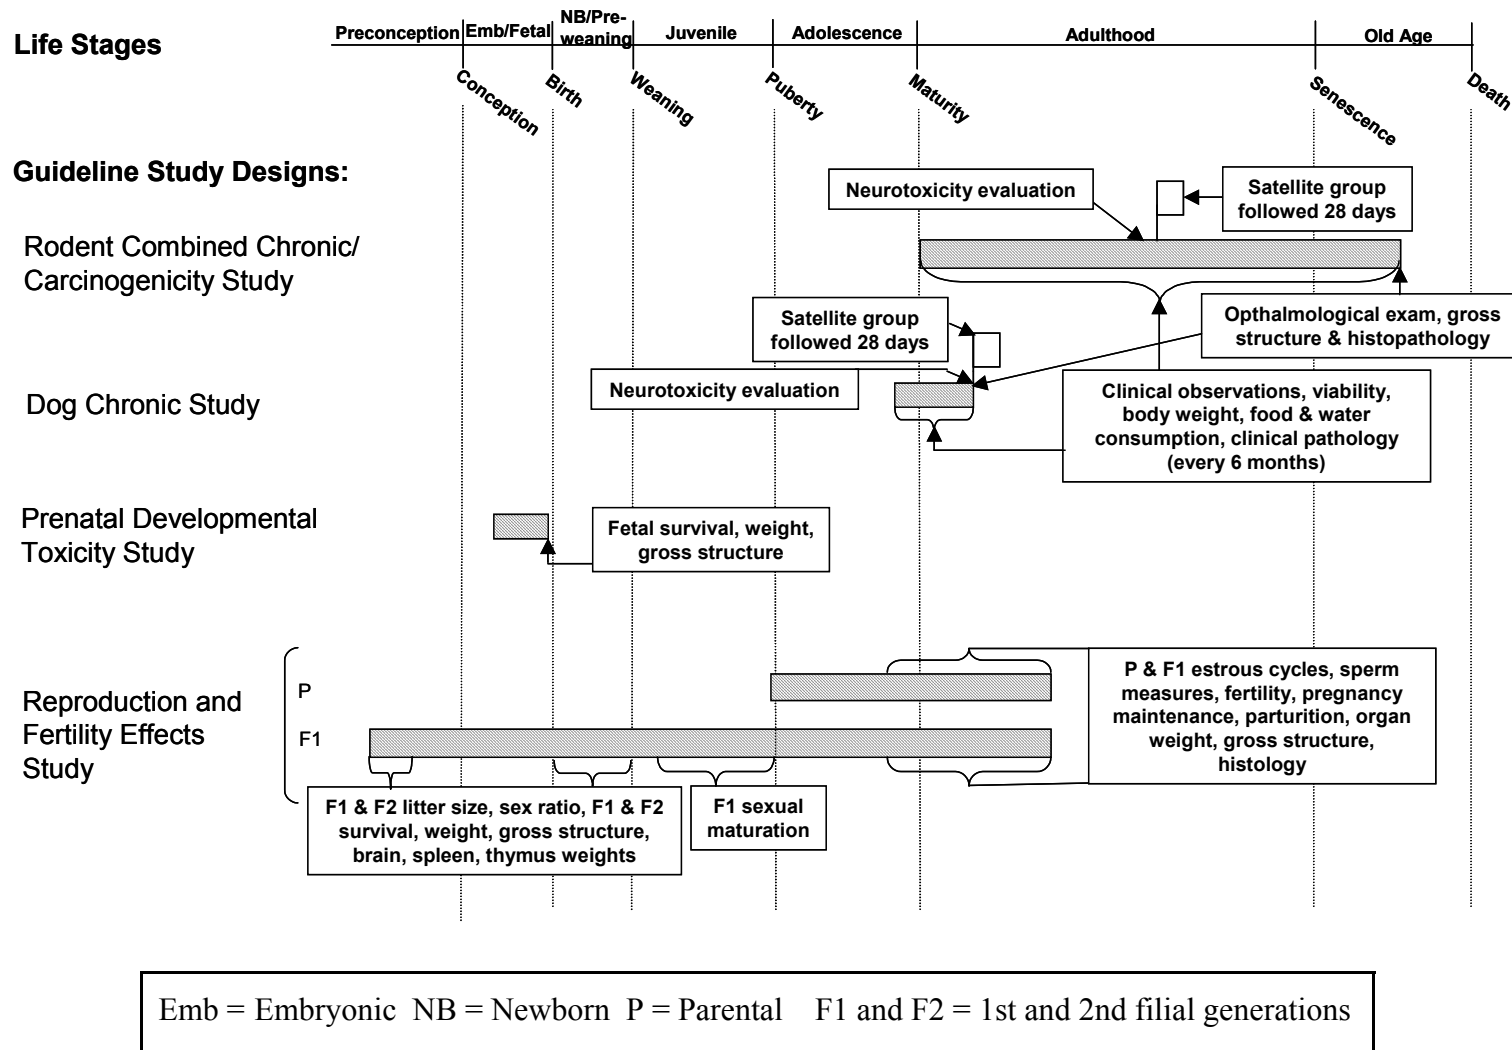 Life Stages
Preconception
Emb/Fetal
NB/Pre-
weaning
Juvenile
Adolescence
Adulthood
Old Age
Conception
Birth
Weaning
Puberty
Maturity
Senescence
Death
Guideline Study Designs:
Neurotoxicity evaluation
Satellite group
followed 28 days
Rodent Combined Chronic/
Carcinogenicity Study
Satellite group
followed 28 days
Opthalmological exam, gross
structure & histopathology
Neurotoxicity evaluation
Dog Chronic Study
Clinical observations, viability,
body weight, food & water
consumption, clinical pathology
(every 6 months)
Prenatal Developmental
Toxicity Study
Fetal survival, weight,
gross structure
Reproduction and
Fertility Effects
Study
P
F1
P & F1 estrous cycles, sperm
measures, fertility, pregnancy
maintenance, parturition, organ
weight, gross structure,
histology
F1 & F2 litter size, sex ratio, F1 & F2
survival, weight, gross structure,
brain, spleen, thymus weights
F1 sexual
maturation
Emb = Embryonic NB = Newborn P = Parental F1 and F2 = 1st and 2nd filial generations